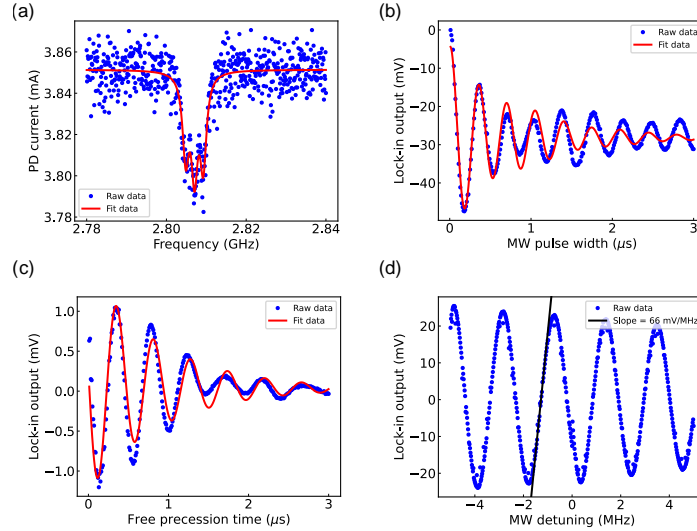 (a)
3.86
3.84
3.82
3.80
3.78
PD current (mA)
Raw data
Fit data
2.78
2.80
2.82
2.84
Frequency (GHz)
(b)
0
−10
−20
−30
−40
Lock-in output (mV)
Raw data
Fit data
0
1
2
3
MW pulse width (μs)
(c)
1.0
0.5
0.0
−0.5
−1.0
Lock-in output (mV)
Raw data
Fit data
0
1
2
3
Free precession time (μs)
(d)
20
10
0
−10
−20
Lock-in output (mV)
Raw data
Slope = 66 mV/MHz
−4
−2
0
2
4
MW detuning (MHz)